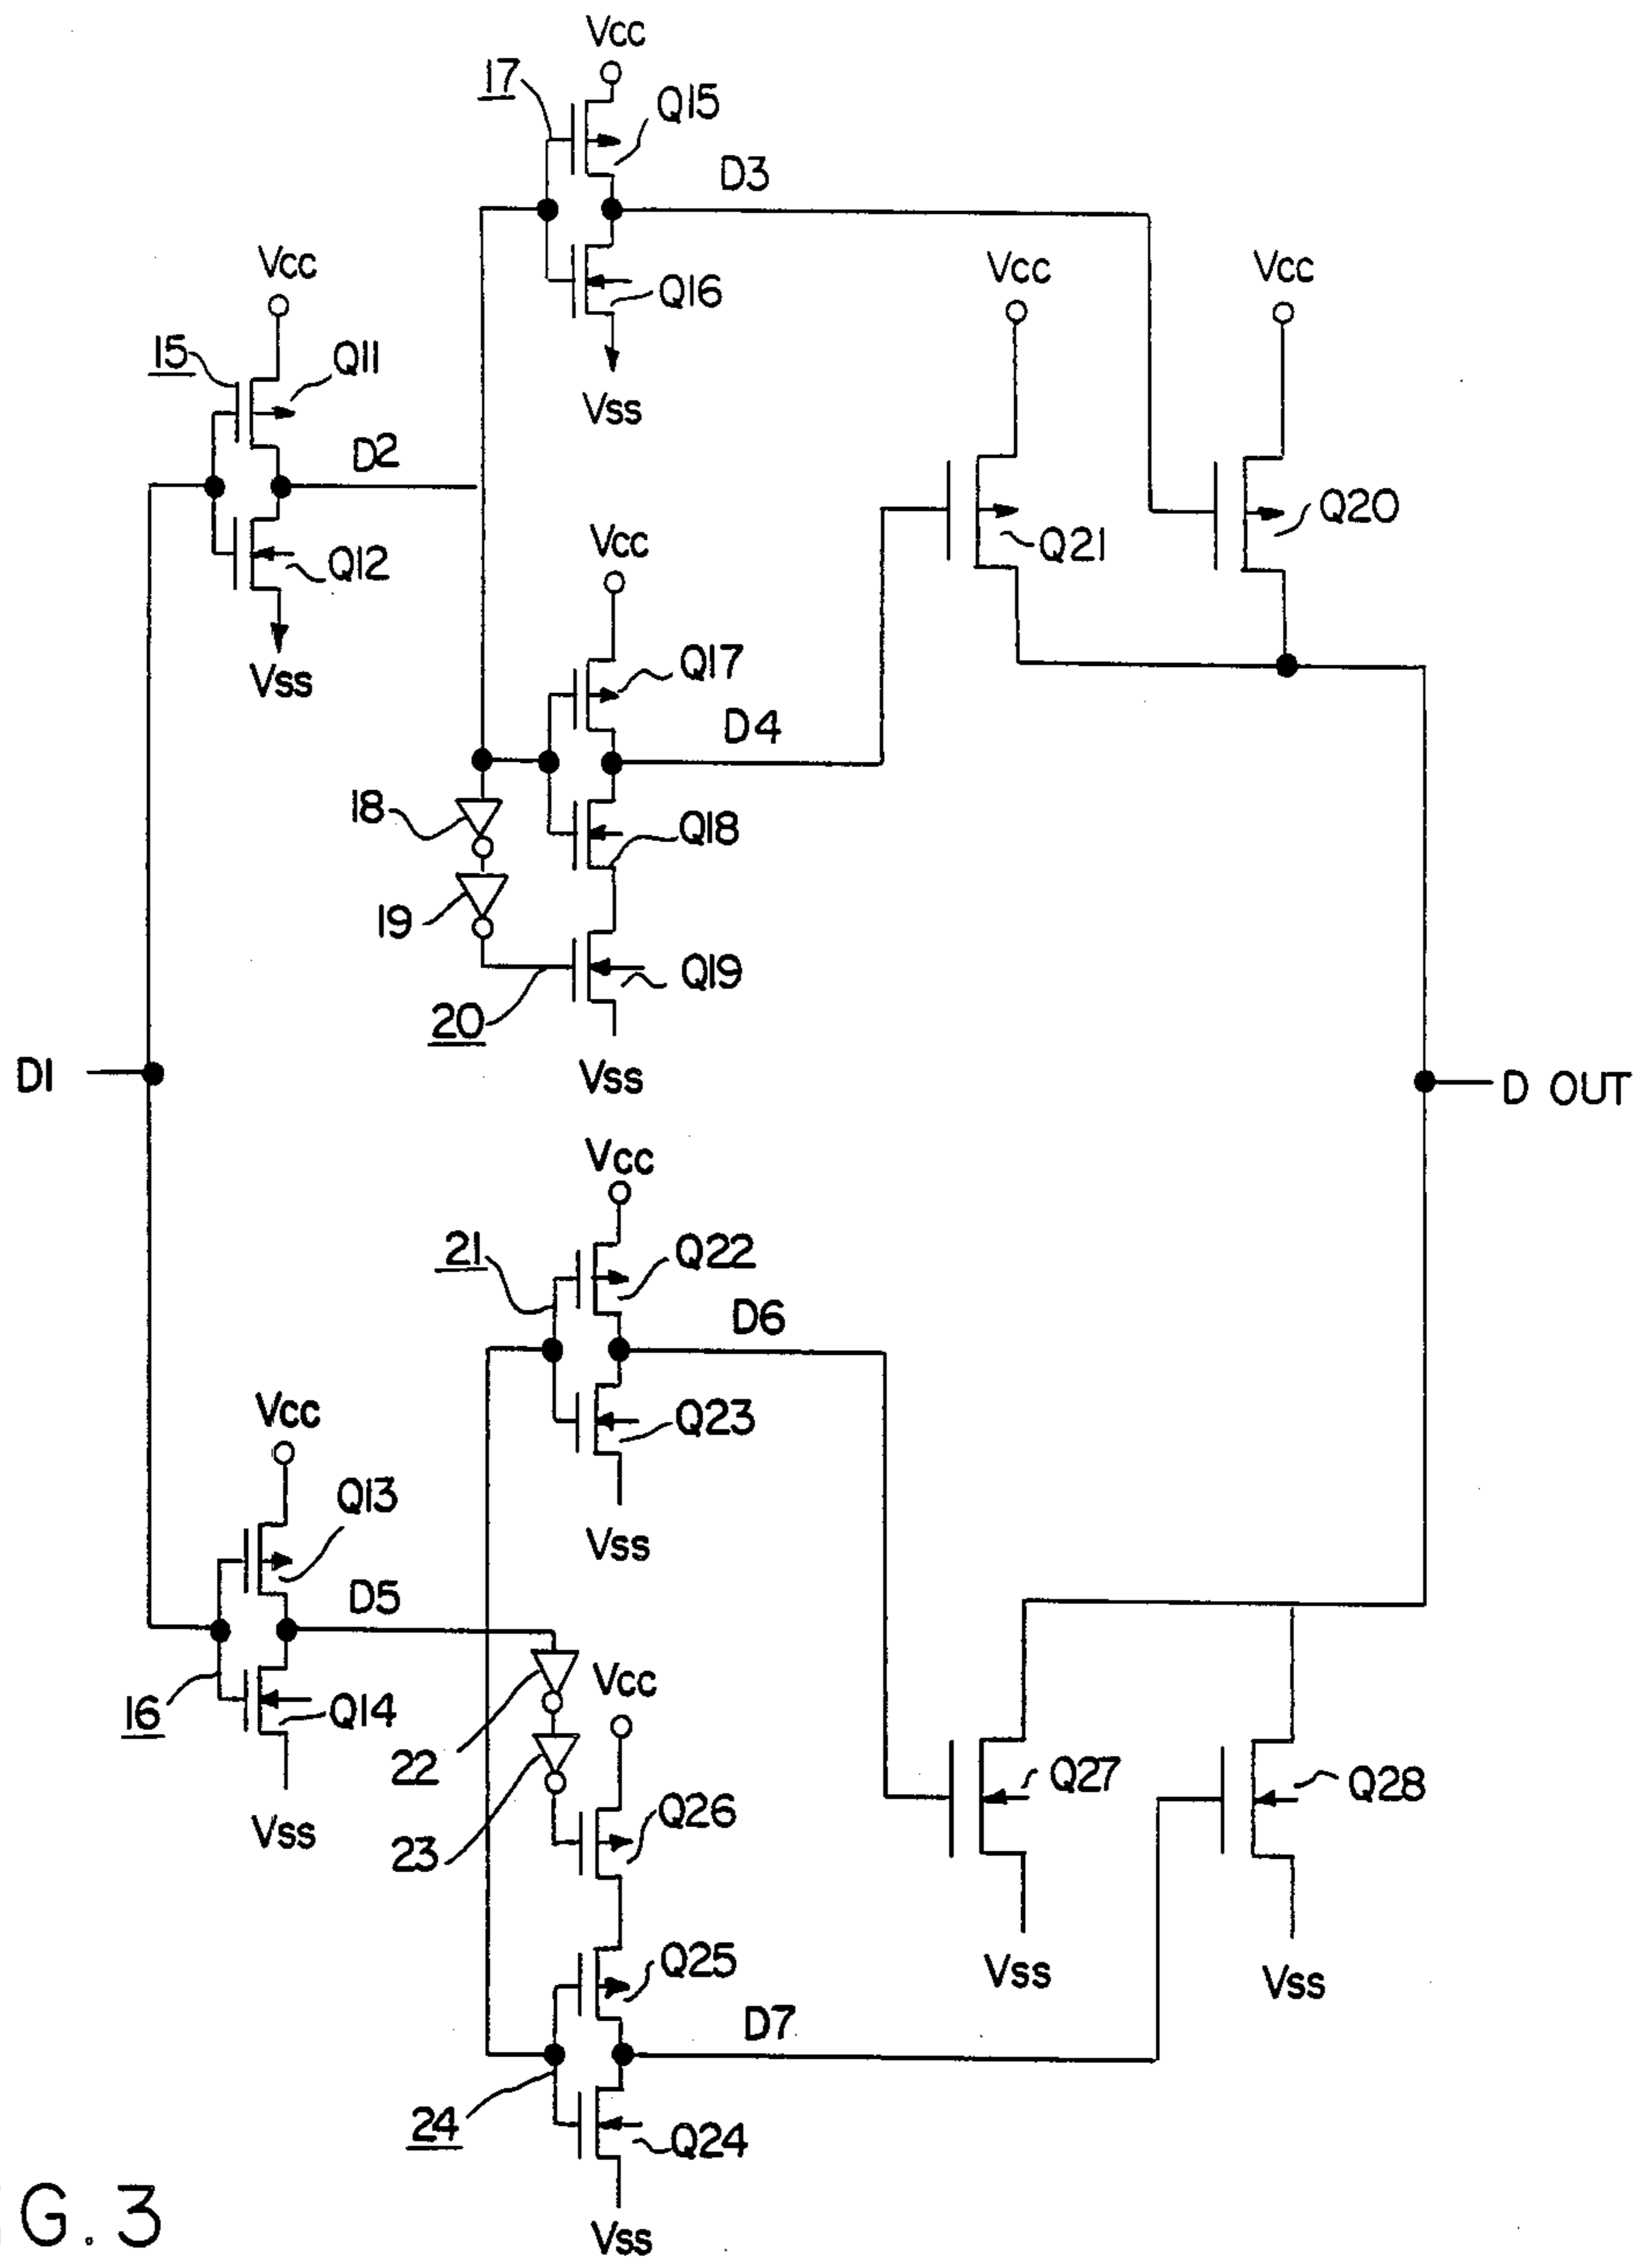 Vcc
17
Q15
D3
Q16
Vss
Vcc
15
Q11
D2
Q12
Vss
Vcc
Vcc
Q21
Q20
Vcc
Q17
D4
18
Q18
19
Q19
20
Vss
D1
D OUT
Vcc
21
Q22
D6
Q23
Vss
Vcc
Q13
D5
16
Q14
Vss
22
Vcc
23
Q26
Q27
Q28
Vss
Vss
Q25
D7
24
Q24
Vss
G. 3